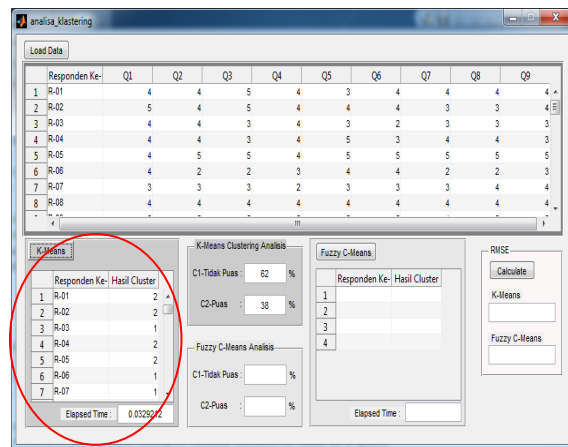 analisa_klastering
Load Data
Responden Ke- Q1 Q2 Q3 Q4 Q5 Q6 Q7 Q8 Q9
1 R-01 4 4 5 4 3 4 4 4 4
2 R-02 5 4 5 4 4 4 3 3 4
3 R-03 4 4 3 4 3 2 3 3 3
4 R-04 4 4 3 4 5 3 4 4 3
5 R-05 4 5 5 4 5 5 5 5 5
6 R-06 4 2 2 3 4 4 2 2 3
7 R-07 3 3 3 2 3 3 3 4 4
8 R-08 4 4 4 4 4 4 4 4 4
K-Means
Responden Ke- Hasil Cluster
1 R-01 2
2 R-02 2
3 R-03 1
4 R-04 2
5 R-05 2
6 R-06 1
7 R-07 1
Elapsed Time : 0.0329212
K-Means Clustering Analisis
C1-Tidak Puas : 62 %
C2-Puas : 38 %
Fuzzy C-Means Analisis
C1-Tidak Puas : %
C2-Puas : %
Fuzzy C-Means
Responden Ke- Hasil Cluster
1
2
3
4
Elapsed Time :
RMSE
Calculate
K-Means
Fuzzy C-Means